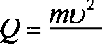 Q = mυ²